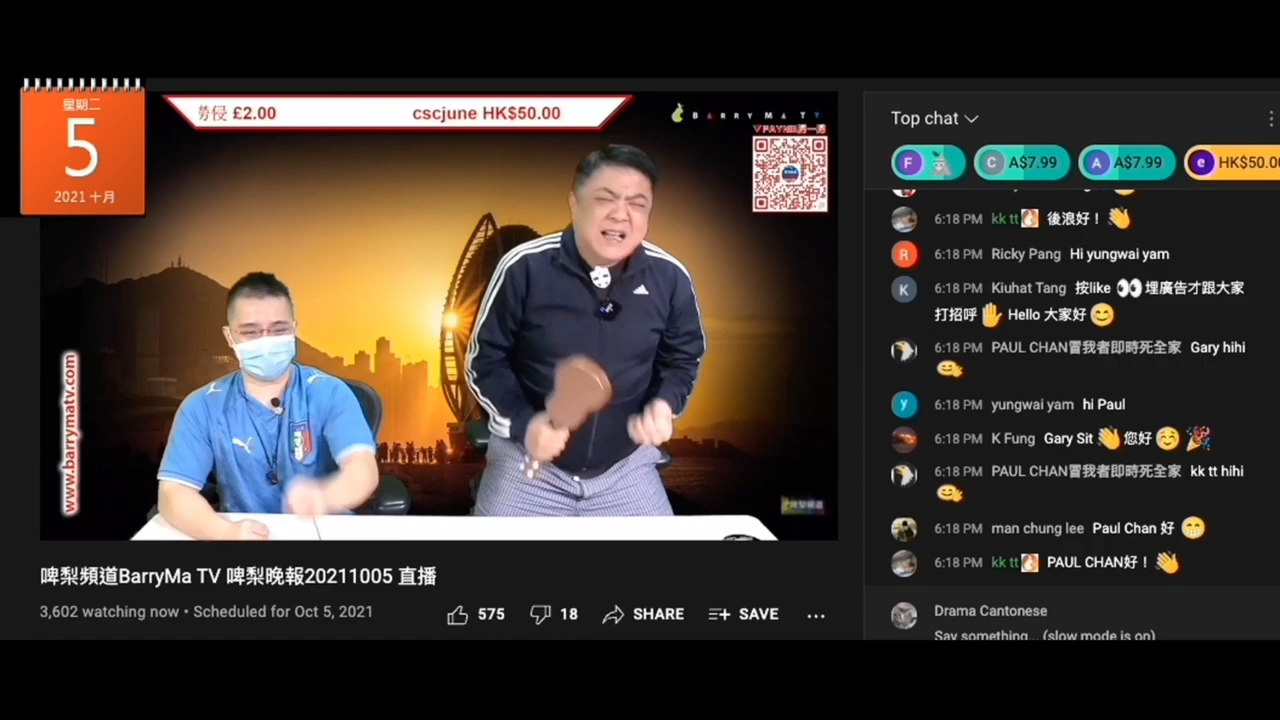 星期二
5
2021 十月
£2.00
cscjune HK$50.00
BARRYMATV
www.barrymatv.com
啤梨頻道
啤梨頻道BarryMa TV 啤梨晚報20211005 直播
3,602 watching now • Scheduled for Oct 5, 2021
575
18
SHARE
SAVE
Top chat
F
C A$7.99
A A$7.99
e HK$50.00
6:18 PM kk tt 後浪好！👋
R 6:18 PM Ricky Pang Hi yungwai yam
K 6:18 PM Kiuhat Tang 按like 👀埋廣告才跟大家
打招呼✋ Hello 大家好😊
6:18 PM PAUL CHAN冒我者即時死全家 Gary hihi
y 6:18 PM yungwai yam hi Paul
6:18 PM K Fung Gary Sit👋您好☺️🎉
6:18 PM PAUL CHAN冒我者即時死全家 kk tt hihi
6:18 PM man chung lee Paul Chan 好 😁
6:18 PM kk tt PAUL CHAN好！👋
Drama Cantonese
Say something... (slow mode is on)